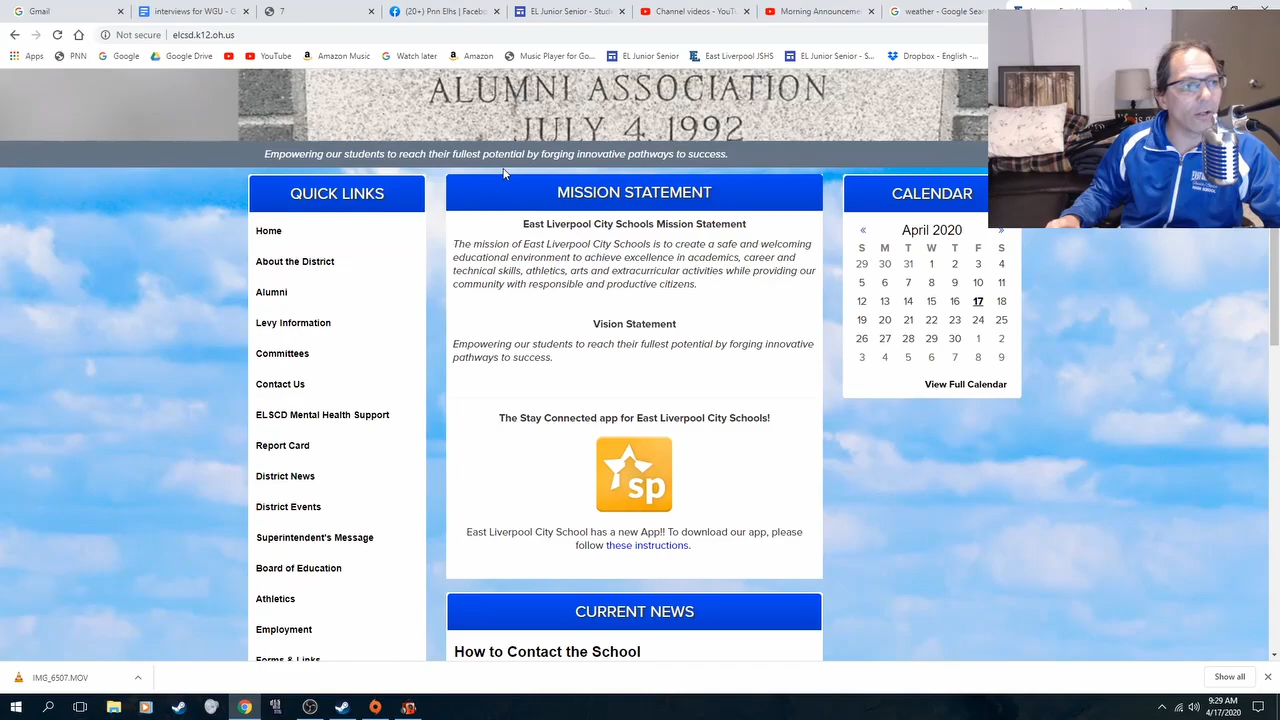 Gmail
interviews for WGU - G
7
(20+) Pnn Elhs | Facebo
EL Junior Senior - Stud
Channel videos - YouT
Morning Announceme
weather - Google Sear
Not secure | elcsd.k12.oh.us
Apps
PNN
Google
Google Drive
YouTube
Amazon Music
Watch later
Amazon
Music Player for Go...
EL Junior Senior
East Liverpool JSHS
EL Junior Senior - S...
Dropbox - English -...
ALUMNI ASSOCIATION
JULY 4, 1992
Empowering our students to reach their fullest potential by forging innovative pathways to success.
QUICK LINKS
Home
About the District
Alumni
Levy Information
Committees
Contact Us
ELSCD Mental Health Support
Report Card
District News
District Events
Superintendent's Message
Board of Education
Athletics
Employment
Forms & Links
MISSION STATEMENT
East Liverpool City Schools Mission Statement
The mission of East Liverpool City Schools is to create a safe and welcoming
educational environment to achieve excellence in academics, career and
technical skills, athletics, arts and extracurricular activities while providing our
community with responsible and productive citizens.
Vision Statement
Empowering our students to reach their fullest potential by forging innovative
pathways to success.
The Stay Connected app for East Liverpool City Schools!
sp
East Liverpool City School has a new App!! To download our app, please
follow these instructions.
CURRENT NEWS
How to Contact the School
CALENDAR
« April 2020 »
S M T W T F S
29 30 31 1 2 3 4
5 6 7 8 9 10 11
12 13 14 15 16 17 18
19 20 21 22 23 24 25
26 27 28 29 30 1 2
3 4 5 6 7 8 9
View Full Calendar
IMG_6507.MOV
Show all
9:29 AM
4/17/2020